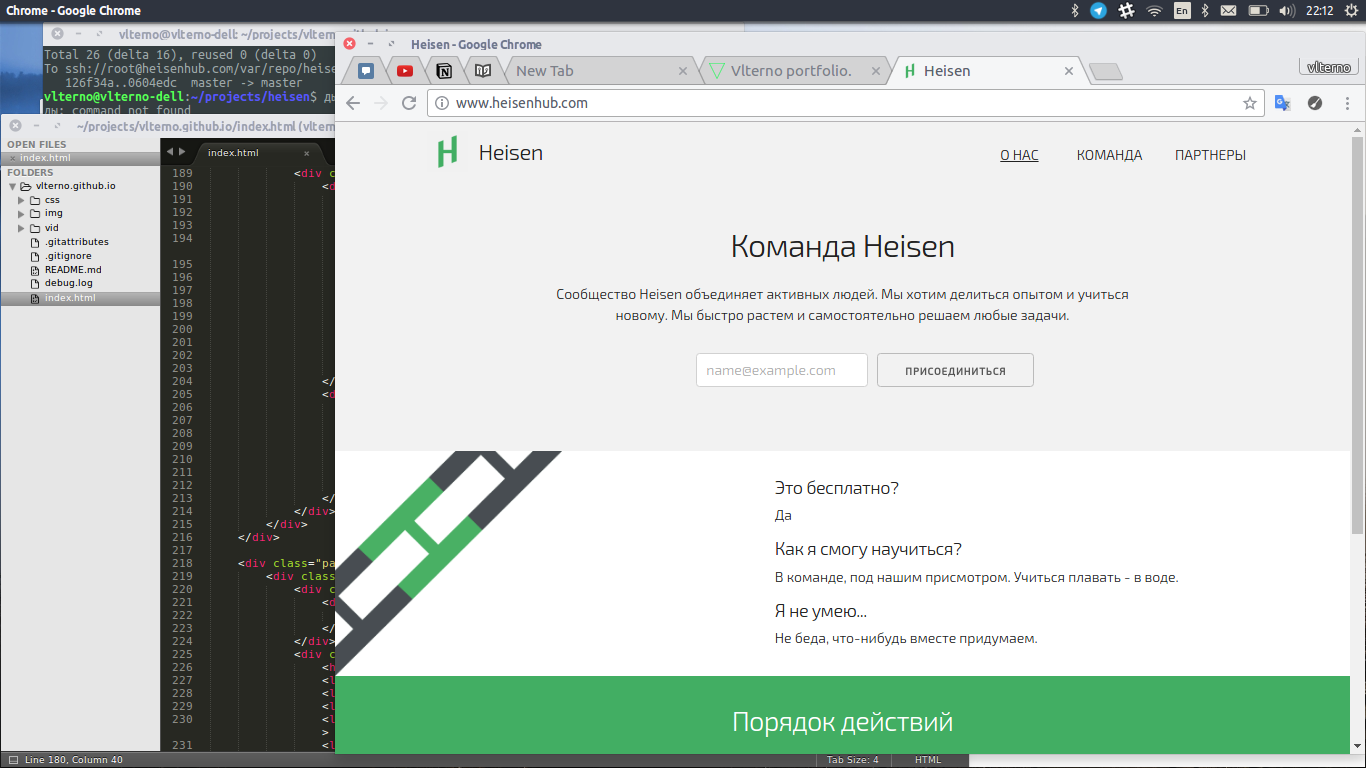 Chrome - Google Chrome
En
22:12
vlterno@vlterno-dell: ~/projects/vlterno
Total 26 (delta 16), reused 0 (delta 0)
To ssh://root@heisenhub.com/var/repo/heise
126f34a..0604edc master -> master
vlterno@vlterno-dell:~/projects/heisen$ ды
ды: command not found
~/projects/vlterno.github.io/index.html (vltern
OPEN FILES
index.html
FOLDERS
vlterno.github.io
css
img
vid
.gitattributes
.gitignore
README.md
debug.log
index.html
index.html
189 <div c
190 <d
191
192
193
194
195
196
197
198
199
200
201
202
203
204 </
205 <d
206
207
208
209
210
211
212
213 </
214 </div>
215 </div>
216 </div>
217
218 <div class="pa
219 <div class
220 <div c
221 <d
222
223 </
224 </div>
225 <div c
226 <h
227 <l
228 <l
229 <l
230 <l
>
231 <l
Line 180, Column 40
Tab Size: 4
HTML
Heisen - Google Chrome
New Tab
Vlterno portfolio.
Heisen
vlterno
www.heisenhub.com
Heisen
О НАС
КОМАНДА
ПАРТНЕРЫ
Команда Heisen
Сообщество Heisen объединяет активных людей. Мы хотим делиться опытом и учиться
новому. Мы быстро растем и самостоятельно решаем любые задачи.
name@example.com
ПРИСОЕДИНИТЬСЯ
Это бесплатно?
Да
Как я смогу научиться?
В команде, под нашим присмотром. Учиться плавать - в воде.
Я не умею...
Не беда, что-нибудь вместе придумаем.
Порядок действий